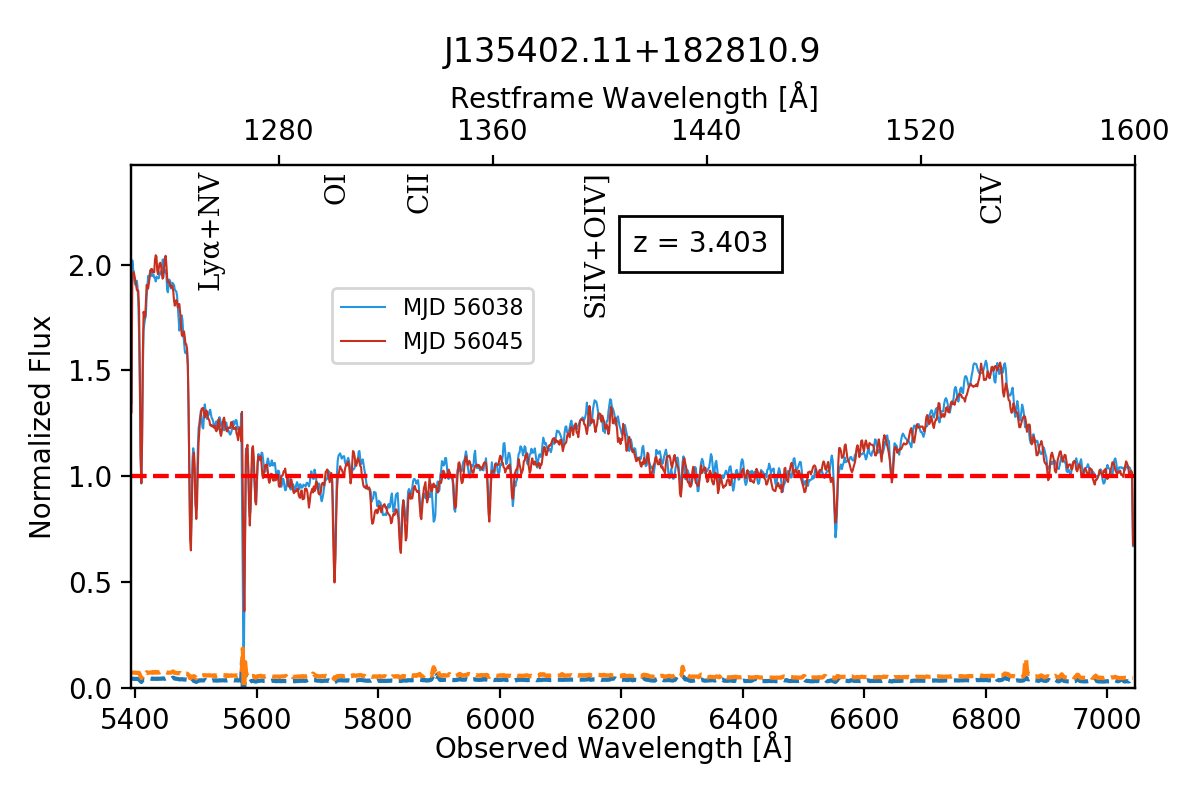 J135402.11+182810.9
Restframe Wavelength [Å]
1280 1360 1440 1520 1600
Lyα+NV
OI
CII
SiIV+OIV]
CIV
z = 3.403
MJD 56038
MJD 56045
Normalized Flux
2.0
1.5
1.0
0.5
0.0
5400 5600 5800 6000 6200 6400 6600 6800 7000
Observed Wavelength [Å]